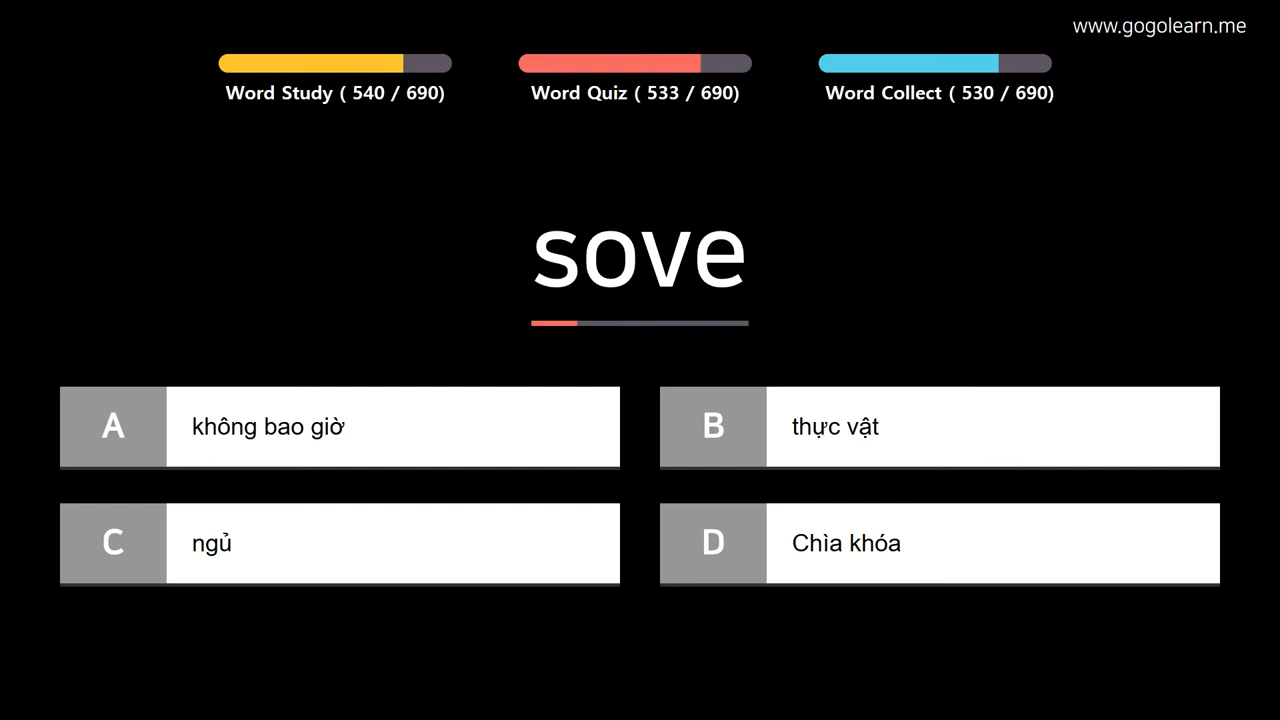 www.gogolearn.me
Word Study ( 540 / 690)
Word Quiz ( 533 / 690)
Word Collect ( 530 / 690)
sove
A
không bao giờ
B
thực vật
C
ngủ
D
Chìa khóa